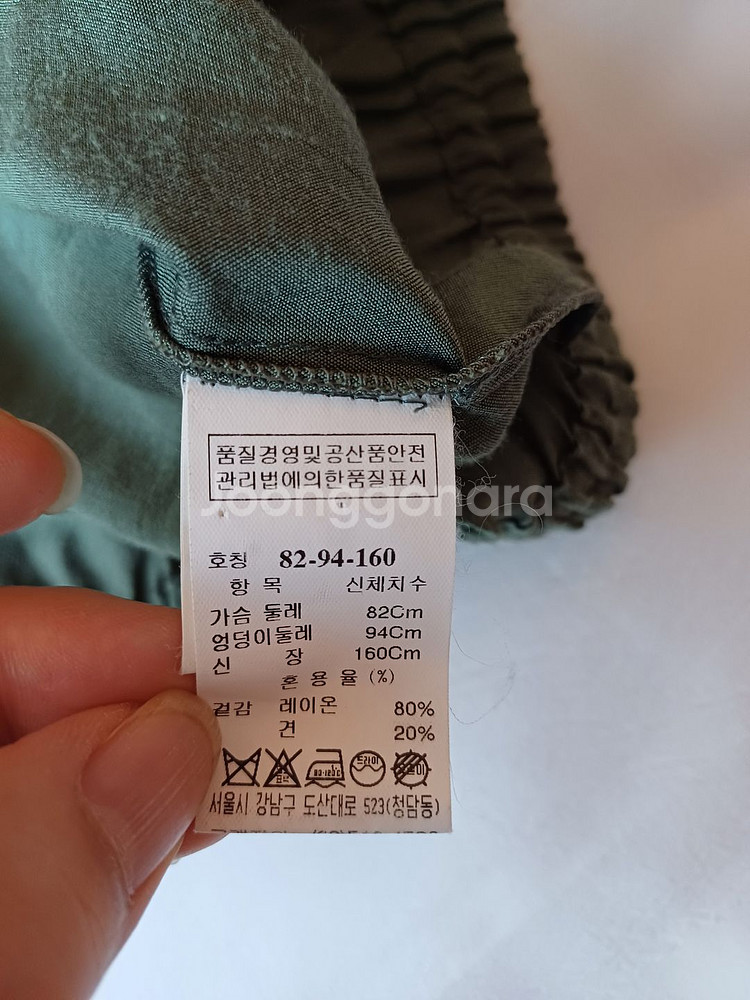 품질경영및공산품안전
관리법에의한품질표시
joonggonara
호칭 82-94-160
항 목 신체치수
가슴 둘레 82Cm
엉덩이둘레 94Cm
신 장 160Cm
혼 용 율 (%)
겉감 레이온 80%
견 20%
드라이
서울시 강남구 도산대로 523(청담동)